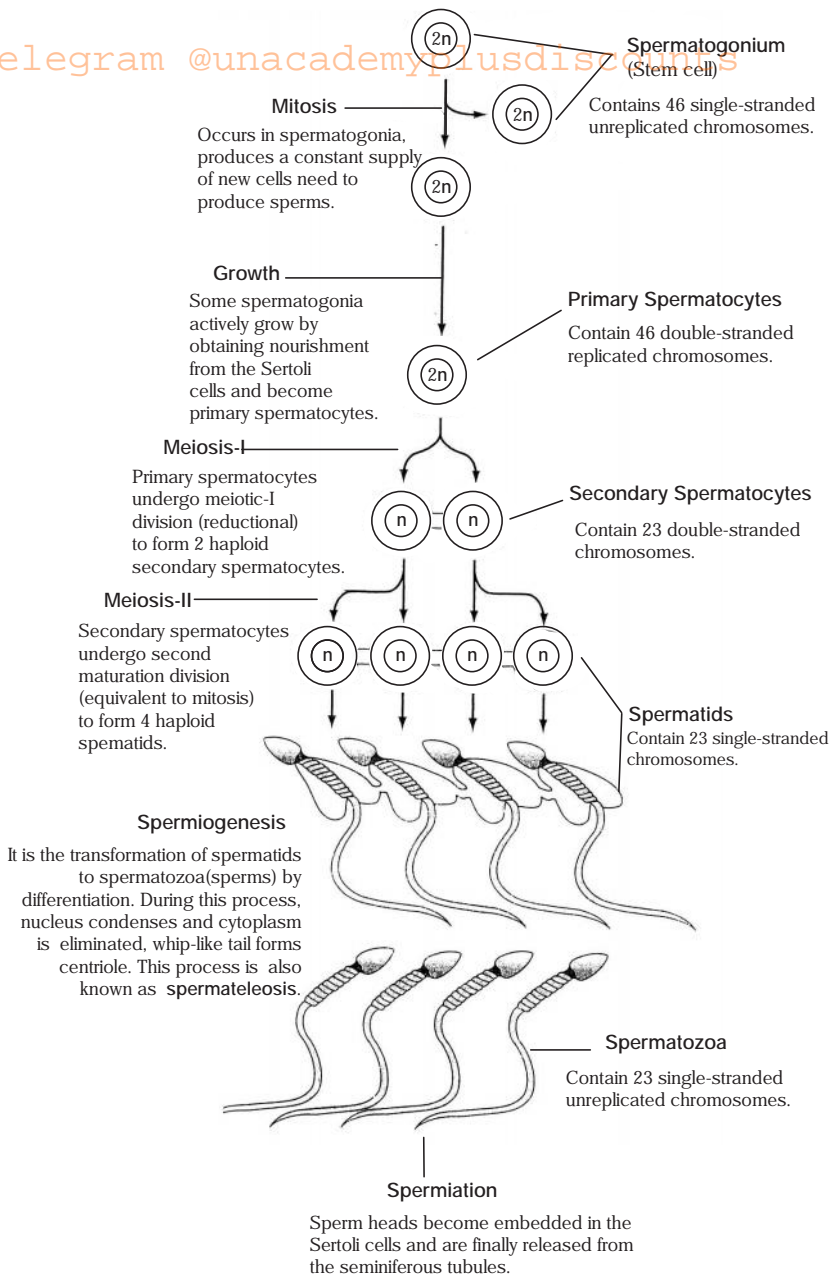 2n
elegram @unacademyplusdiscounts
Spermatogonium
(Stem cell)
Contains 46 single-stranded
unreplicated chromosomes.
Mitosis
2n
Occurs in spermatogonia,
produces a constant supply
of new cells need to
produce sperms.
2n
Growth
Some spermatogonia
actively grow by
obtaining nourishment
from the Sertoli
cells and become
primary spermatocytes.
Primary Spermatocytes
Contain 46 double-stranded
replicated chromosomes.
2n
Meiosis-I
Primary spermatocytes
undergo meiotic-I
division (reductional)
to form 2 haploid
secondary spermatocytes.
n n
Secondary Spermatocytes
Contain 23 double-stranded
chromosomes.
Meiosis-II
Secondary spermatocytes
undergo second
maturation division
(equivalent to mitosis)
to form 4 haploid
spematids.
n n n n
Spermatids
Contain 23 single-stranded
chromosomes.
Spermiogenesis
It is the transformation of spermatids
to spermatozoa(sperms) by
differentiation. During this process,
nucleus condenses and cytoplasm
is eliminated, whip-like tail forms
centriole. This process is also
known as spermateleosis.
Spermatozoa
Contain 23 single-stranded
unreplicated chromosomes.
Spermiation
Sperm heads become embedded in the
Sertoli cells and are finally released from
the seminiferous tubules.